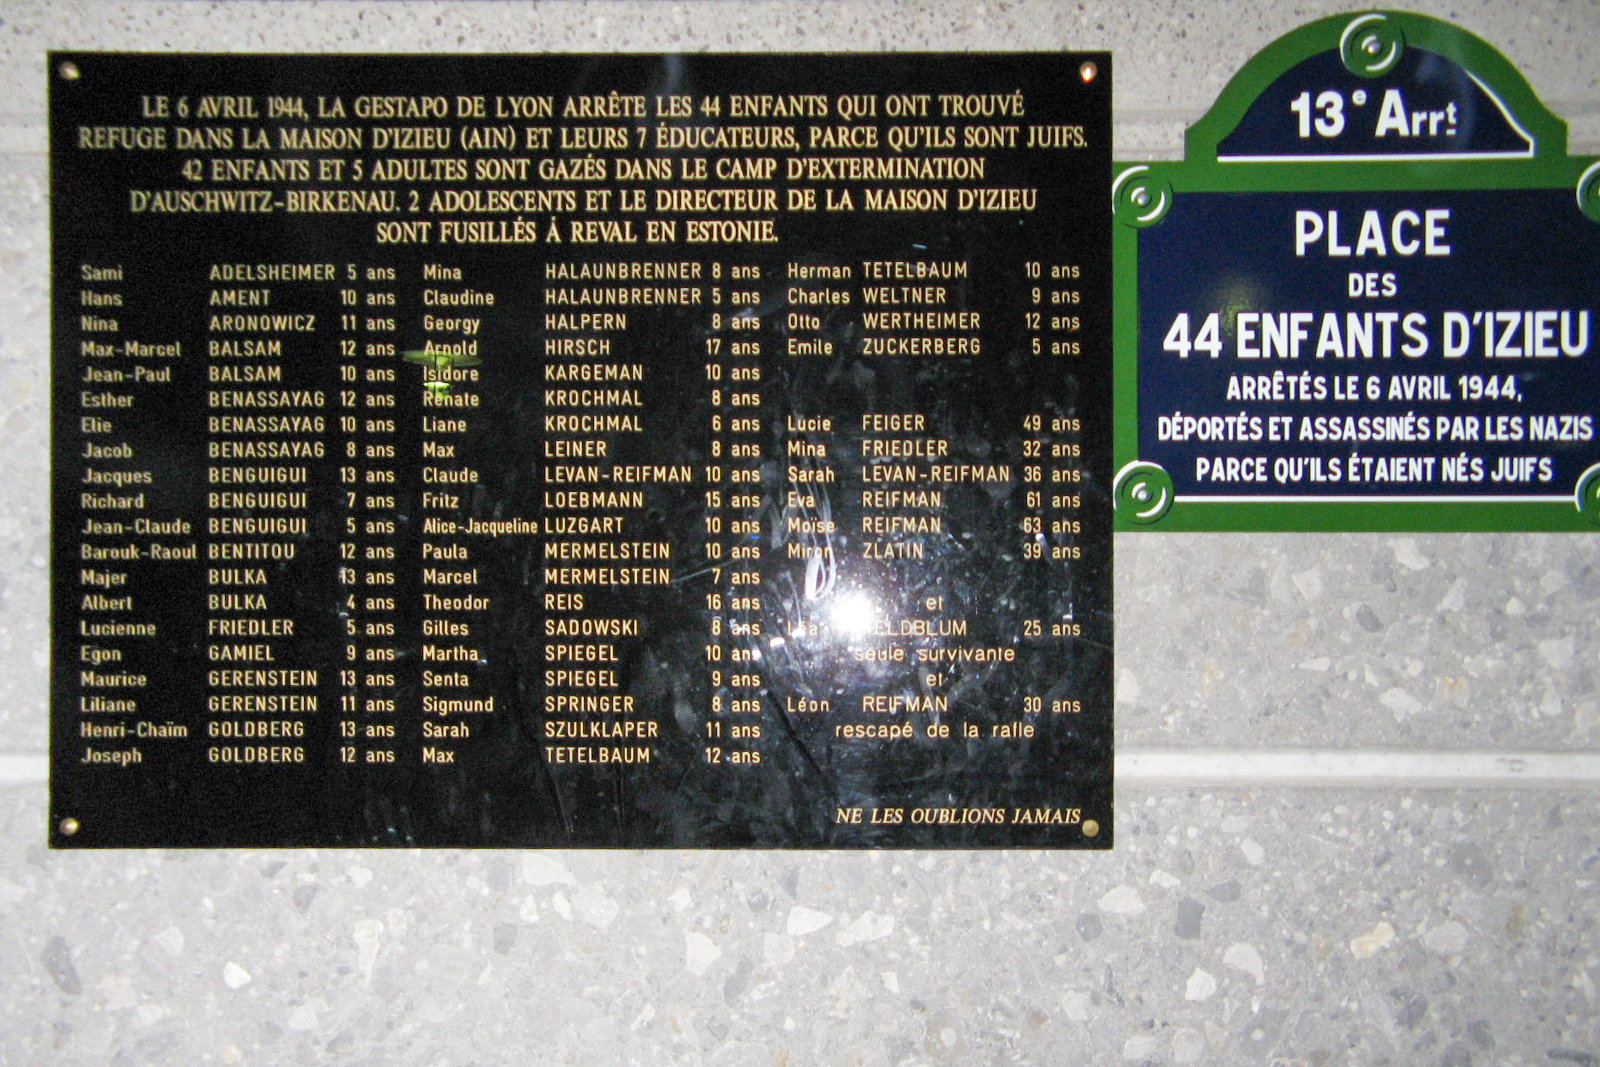 LE 6 AVRIL 1944, LA GESTAPO DE LYON ARRÊTE LES 44 ENFANTS QUI ONT TROUVÉ
REFUGE DANS LA MAISON D'IZIEU (AIN) ET LEURS 7 ÉDUCATEURS, PARCE QU'ILS SONT JUIFS.
42 ENFANTS ET 5 ADULTES SONT GAZÉS DANS LE CAMP D'EXTERMINATION
D'AUSCHWITZ-BIRKENAU. 2 ADOLESCENTS ET LE DIRECTEUR DE LA MAISON D'IZIEU
SONT FUSILLÉS À REVAL EN ESTONIE.
Sami ADELSHEIMER 5 ans
Hans AMENT 10 ans
Nina ARONOWICZ 11 ans
Max-Marcel BALSAM 12 ans
Jean-Paul BALSAM 10 ans
Esther BENASSAYAG 12 ans
Elie BENASSAYAG 10 ans
Jacob BENASSAYAG 8 ans
Jacques BENGUIGUI 13 ans
Richard BENGUIGUI 7 ans
Jean-Claude BENGUIGUI 5 ans
Barouk-Raoul BENTITOU 12 ans
Majer BULKA 13 ans
Albert BULKA 4 ans
Lucienne FRIEDLER 5 ans
Egon GAMIEL 9 ans
Maurice GERENSTEIN 13 ans
Liliane GERENSTEIN 11 ans
Henri-Chaïm GOLDBERG 13 ans
Joseph GOLDBERG 12 ans
Mina HALAUNBRENNER 8 ans
Claudine HALAUNBRENNER 5 ans
Georgy HALPERN 8 ans
Arnold HIRSCH 17 ans
Isidore KARGEMAN 10 ans
Renate KROCHMAL 8 ans
Liane KROCHMAL 6 ans
Max LEINER 8 ans
Claude LEVAN-REIFMAN 10 ans
Fritz LOEBMANN 15 ans
Alice-Jacqueline LUZGART 10 ans
Paula MERMELSTEIN 10 ans
Marcel MERMELSTEIN 7 ans
Theodor REIS 16 ans
Gilles SADOWSKI 8 ans
Martha SPIEGEL 10 ans
Senta SPIEGEL 9 ans
Sigmund SPRINGER 8 ans
Sarah SZULKLAPER 11 ans
Max TETELBAUM 12 ans
Herman TETELBAUM 10 ans
Charles WELTNER 9 ans
Otto WERTHEIMER 12 ans
Emile ZUCKERBERG 5 ans
Lucie FEIGER 49 ans
Mina FRIEDLER 32 ans
Sarah LEVAN-REIFMAN 36 ans
Eva REIFMAN 61 ans
Moïse REIFMAN 63 ans
Miron ZLATIN 39 ans
et
Léa 25 ans
seule survivante
et
Léon REIFMAN 30 ans
rescapé de la rafle
NE LES OUBLIONS JAMAIS
13e Arrt
PLACE
DES
44 ENFANTS D'IZIEU
ARRÊTÉS LE 6 AVRIL 1944,
DÉPORTÉS ET ASSASSINÉS PAR LES NAZIS
PARCE QU'ILS ÉTAIENT NÉS JUIFS